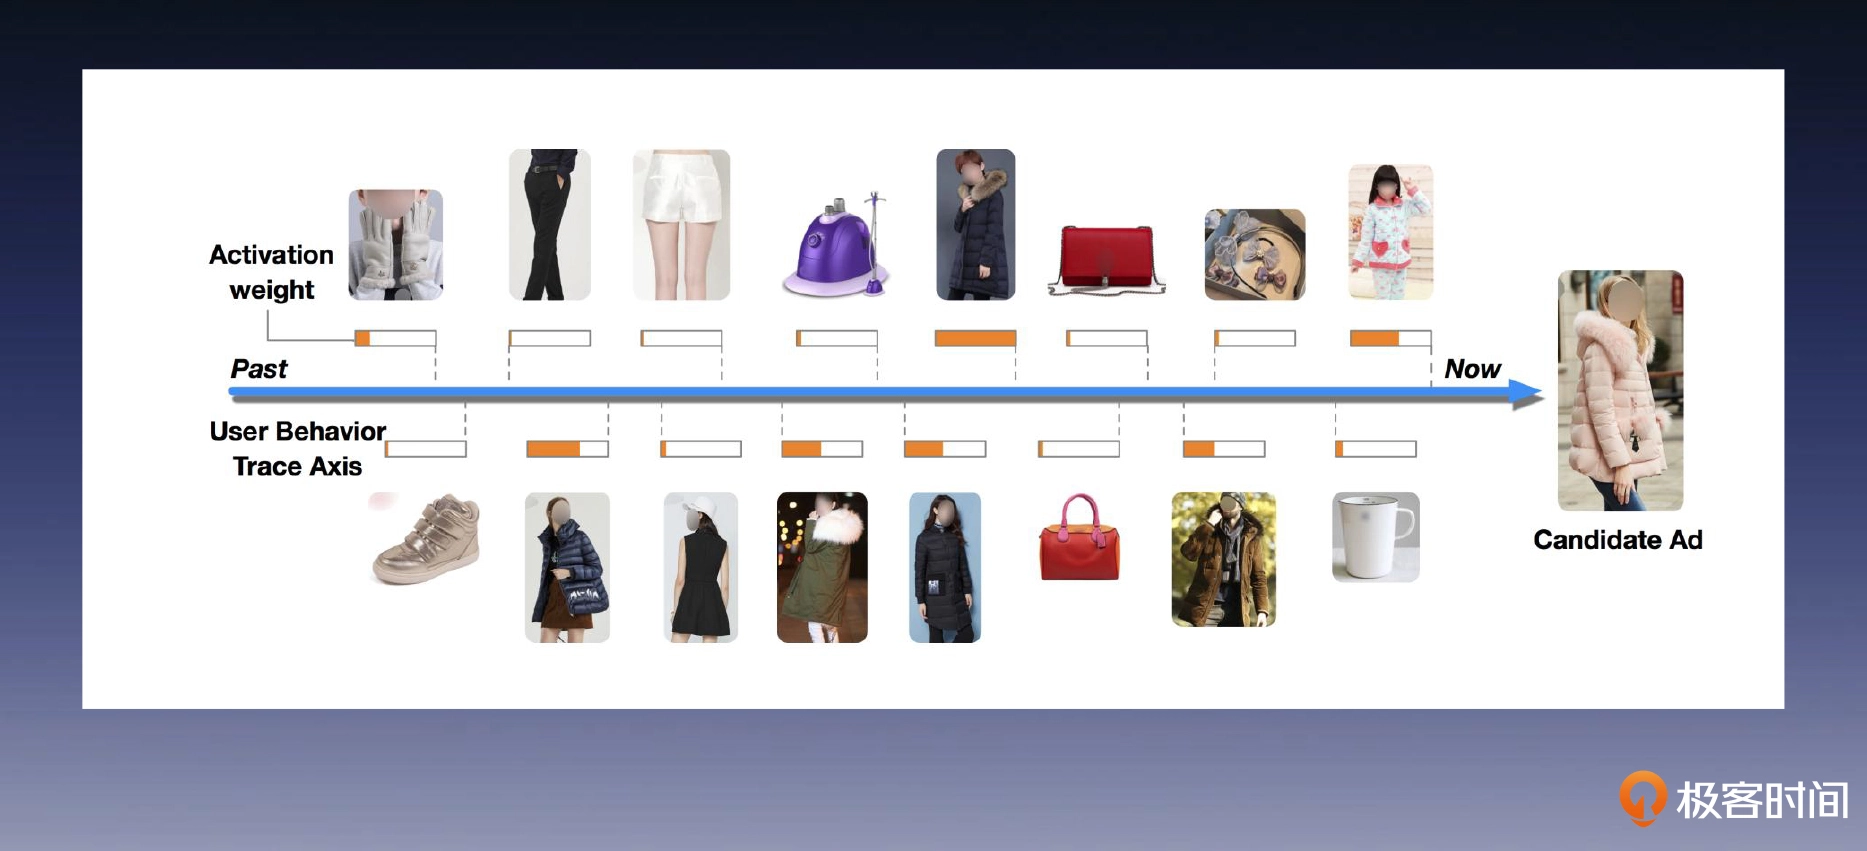 Activation
weight
Past
Now
User Behavior
Trace Axis
Candidate Ad
极客时间